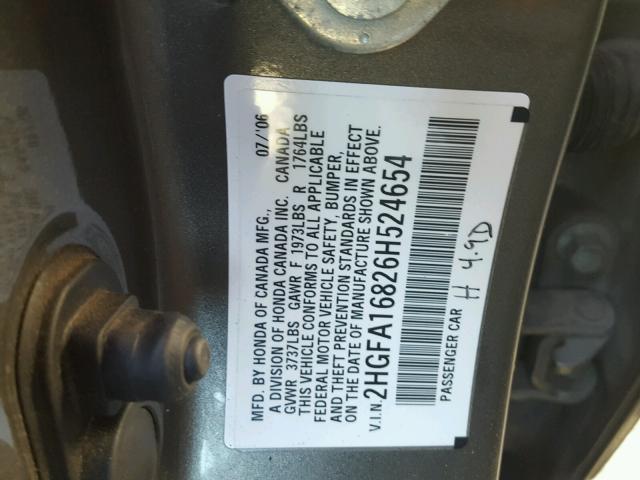 MFD. BY HONDA OF CANADA MFG., 07/'06
A DIVISION OF HONDA CANADA INC. CANADA
GVWR 3737LBS GAWR F 1973LBS R 1764LBS
THIS VEHICLE CONFORMS TO ALL APPLICABLE
FEDERAL MOTOR VEHICLE SAFETY, BUMPER,
AND THEFT PREVENTION STANDARDS IN EFFECT
ON THE DATE OF MANUFACTURE SHOWN ABOVE.
V.I.N. 2HGFA16826H524654
PASSENGER CAR
H 4.9D